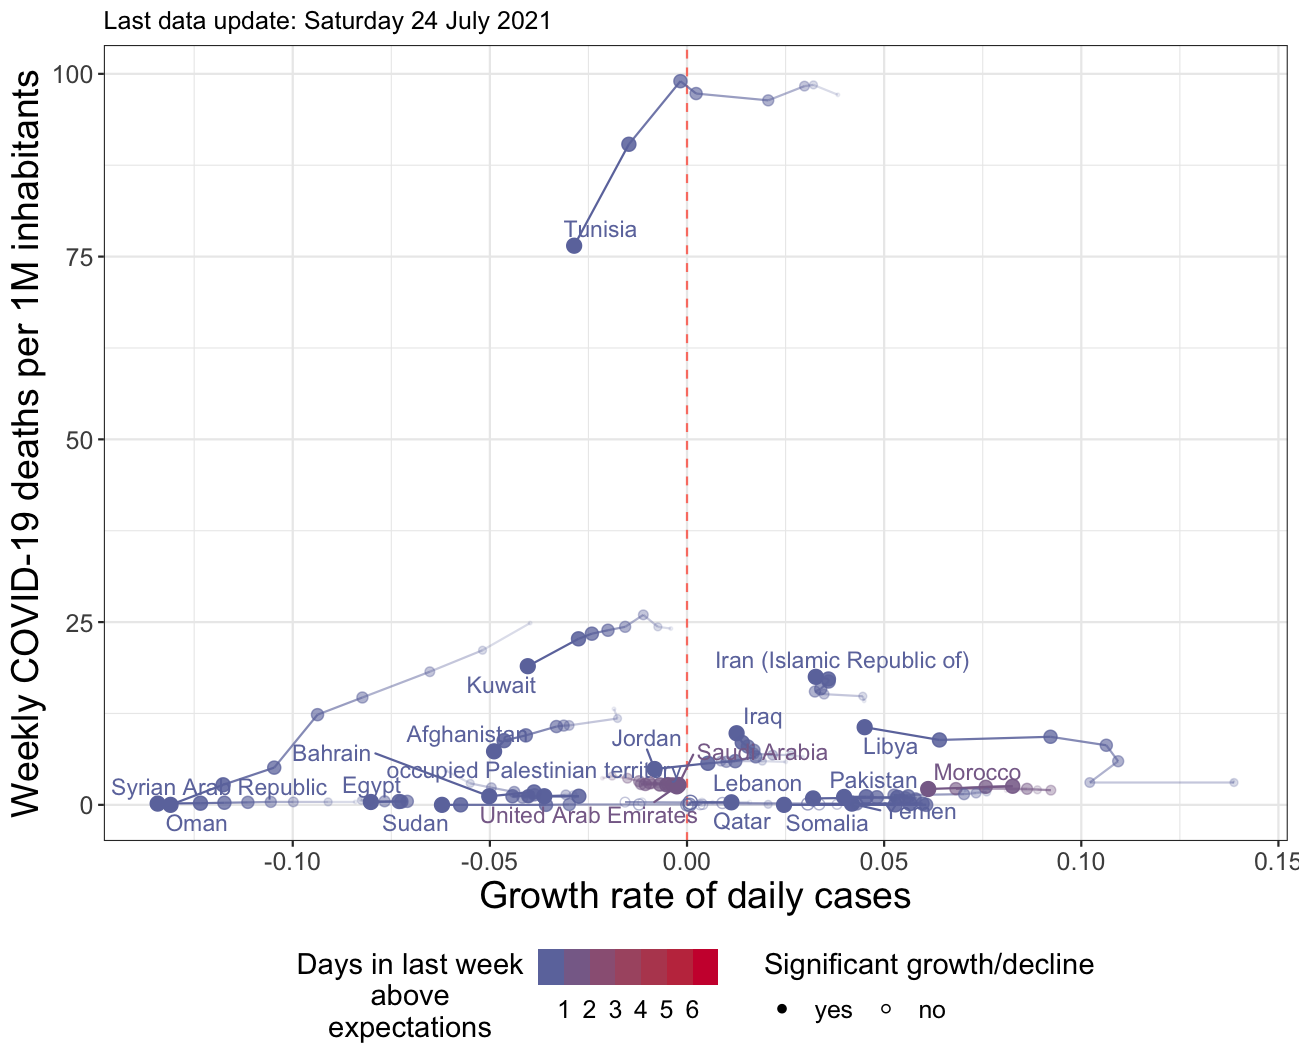 Last data update: Saturday 24 July 2021
Weekly COVID-19 deaths per 1M inhabitants
100
75
50
25
0
Tunisia
Kuwait
Iran (Islamic Republic of)
Iraq
Libya
Afghanistan
Jordan
Saudi Arabia
Bahrain
occupied Palestinian territory
Syrian Arab Republic
Egypt
Lebanon
Pakistan
Morocco
Oman
Sudan
United Arab Emirates
Qatar
Somalia
Yemen
-0.10
-0.05
0.00
0.05
0.10
0.15
Growth rate of daily cases
Days in last week
above
expectations
1 2 3 4 5 6
Significant growth/decline
yes
no